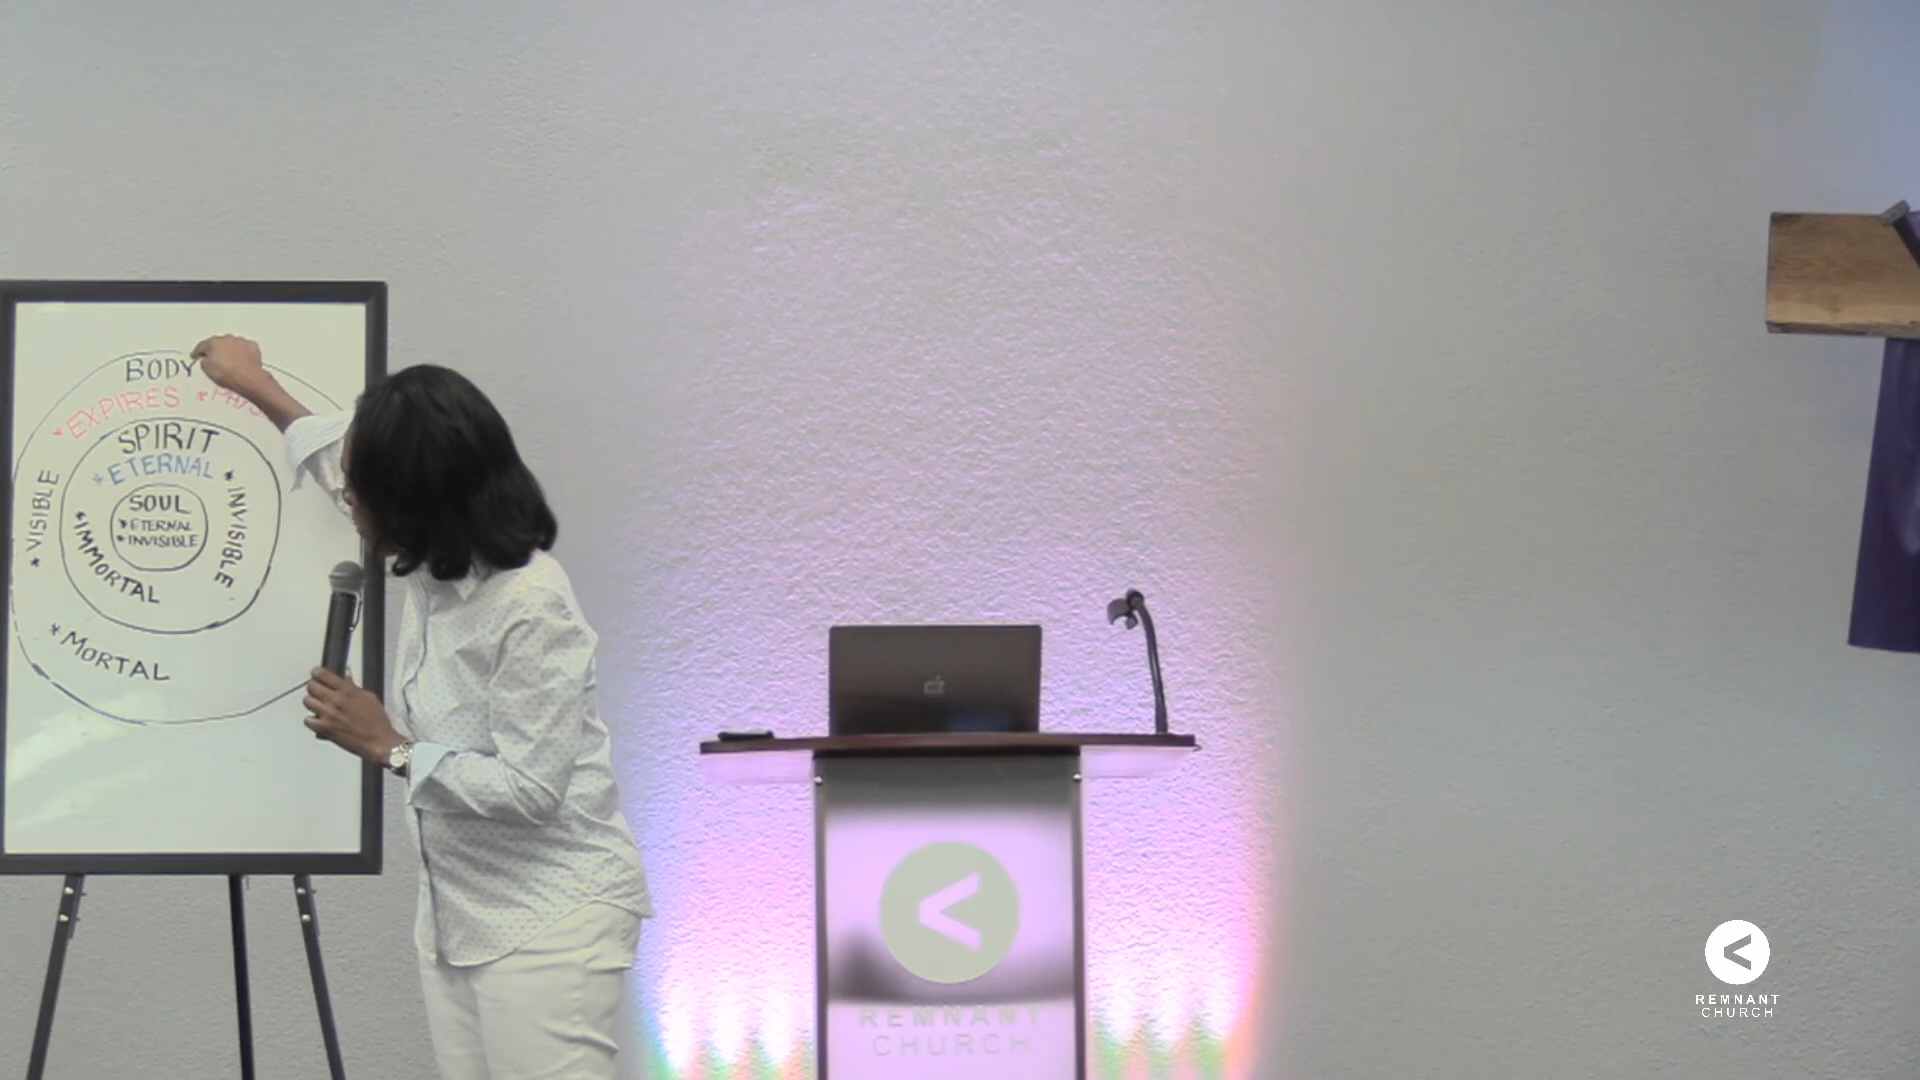 BODY
*EXPIRES
SPIRIT
*ETERNAL
*INVISIBLE
SOUL
*ETERNAL
*INVISIBLE
*IMMORTAL
*VISIBLE
*MORTAL
REMNANT
CHURCH
REMNANT
CHURCH